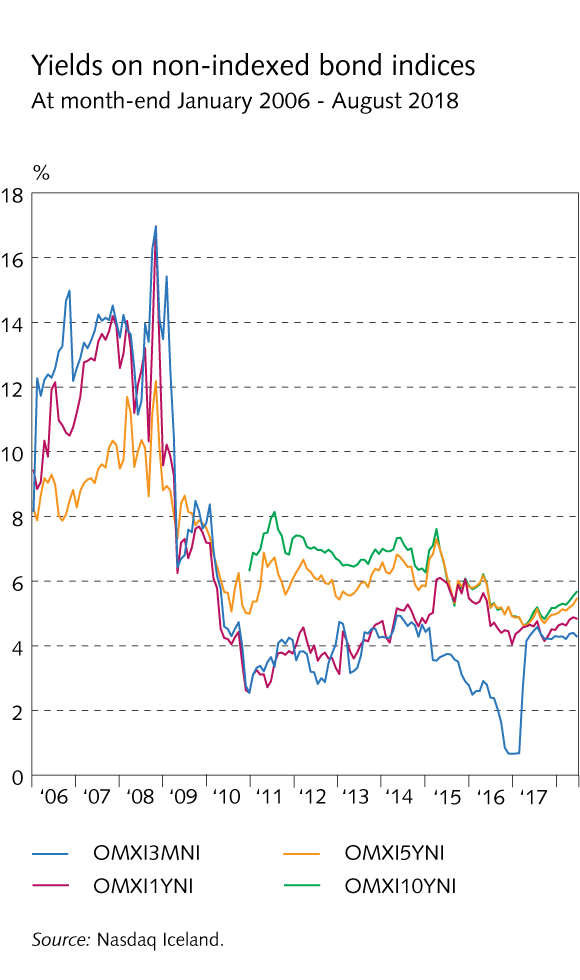 Yields on non-indexed bond indices
At month-end January 2006 - August 2018
%
18
16
14
12
10
8
6
4
2
0
‘06 ‘07 ‘08 ‘09 ‘10 ‘11 ‘12 ‘13 ‘14 ‘15 ‘16 ‘17
OMXI3MNI OMXI5YNI
OMXI1YNI OMXI10YNI
Source: Nasdaq Iceland.